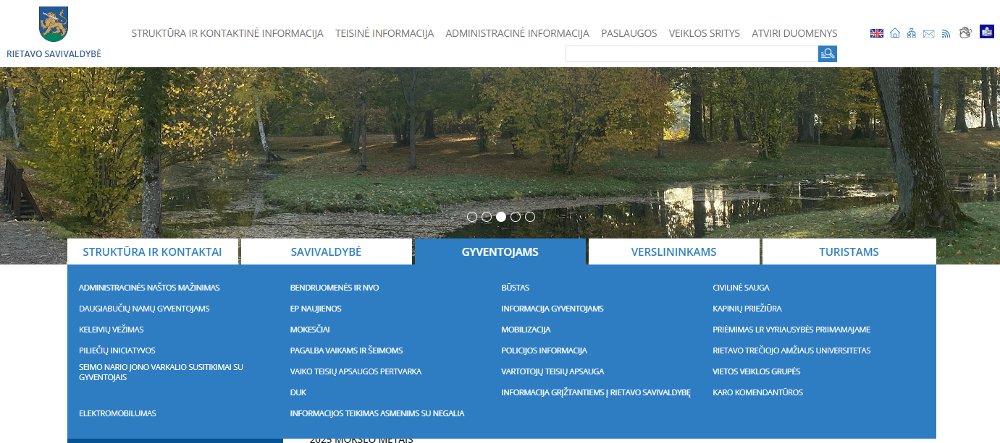 STRUKTŪRA IR KONTAKTINĖ INFORMACIJA TEISINĖ INFORMACIJA ADMINISTRACINĖ INFORMACIJA PASLAUGOS VEIKLOS SRITYS ATVIRI DUOMENYS
RIETAVO SAVIVALDYBĖ
STRUKTŪRA IR KONTAKTAI SAVIVALDYBĖ GYVENTOJAMS VERSLININKAMS TURISTAMS
ADMINISTRACINĖS NAŠTOS MAŽINIMAS BENDRUOMENĖS IR NVO BŪSTAS CIVILINĖ SAUGA
DAUGIABUČIŲ NAMŲ GYVENTOJAMS EP NAUJIENOS INFORMACIJA GYVENTOJAMS KAPINIŲ PRIEŽIŪRA
KELEIVIŲ VEŽIMAS MOKESČIAI MOBILIZACIJA PRIĖMIMAS LR VYRIAUSYBĖS PRIIMAMAJAME
PILIEČIŲ INICIATYVOS PAGALBA VAIKAMS IR ŠEIMOMS POLICIJOS INFORMACIJA RIETAVO TREČIOJO AMŽIAUS UNIVERSITETAS
SEIMO NARIO JONO VARKALIO SUSITIKIMAI SU
GYVENTOJAIS
VAIKO TEISIŲ APSAUGOS PERTVARKA VARTOTOJŲ TEISIŲ APSAUGA VIETOS VEIKLOS GRUPĖS
DUK INFORMACIJA GRĮŽTANTIEMS Į RIETAVO SAVIVALDYBĘ KARO KOMENDANTŪROS
ELEKTROMOBILUMAS INFORMACIJOS TEIKIMAS ASMENIMS SU NEGALIA
2025 MOKSLO METAIS